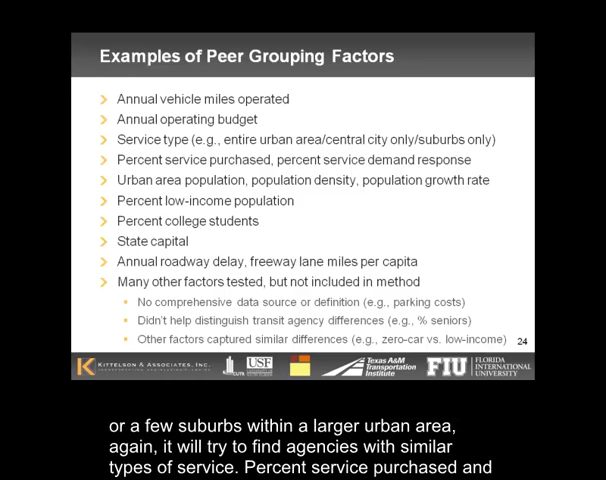 Examples of Peer Grouping Factors
Annual vehicle miles operated
Annual operating budget
Service type (e.g., entire urban area/central city only/suburbs only)
Percent service purchased, percent service demand response
Urban area population, population density, population growth rate
Percent low-income population
Percent college students
State capital
Annual roadway delay, freeway lane miles per capita
Many other factors tested, but not included in method
No comprehensive data source or definition (e.g., parking costs)
Didn't help distinguish transit agency differences (e.g., % seniors)
Other factors captured similar differences (e.g., zero-car vs. low-income)
24
KITTELSON & ASSOCIATES, INC.
CUTR
USF
Texas A&M
Transportation
Institute
FIU
FLORIDA
INTERNATIONAL
UNIVERSITY
or a few suburbs within a larger urban area,
again, it will try to find agencies with similar
types of service. Percent service purchased and